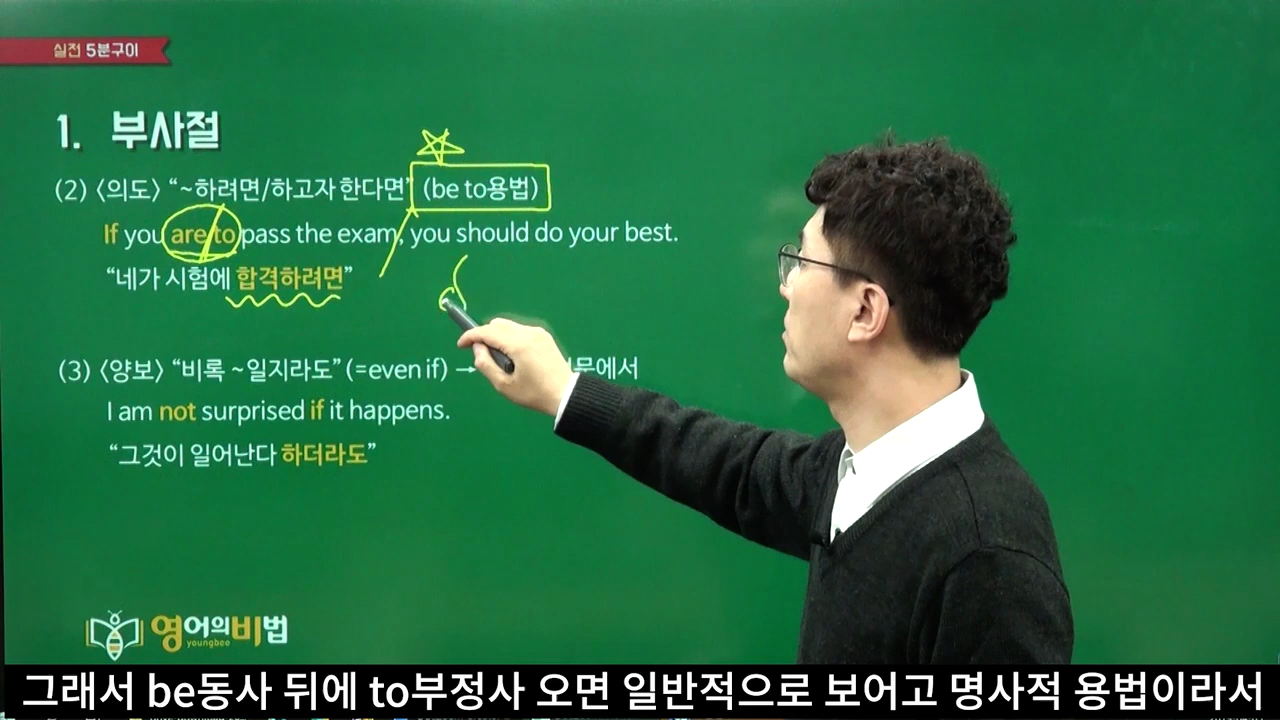 실전 5분구이
1. 부사절
(2) <의도> “~하려면/하고자 한다면” (be to용법)
If you are to pass the exam, you should do your best.
“네가 시험에 합격하려면”
(3) <양보> “비록 ~일지라도” (=even if) → 문에서
I am not surprised if it happens.
“그것이 일어난다 하더라도”
영어의비법
youngbee
그래서 be동사 뒤에 to부정사 오면 일반적으로 보어고 명사적 용법이라서